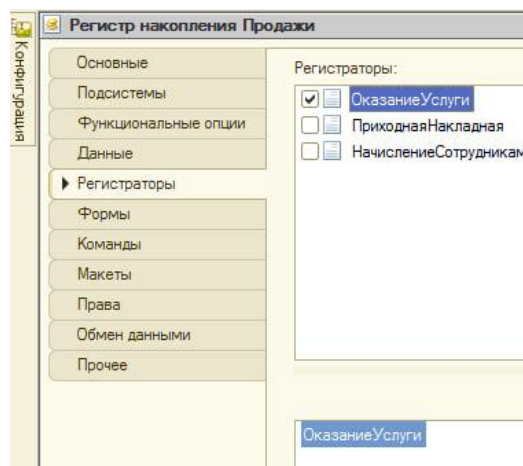 Конфигурация
Регистр накопления Продажи
Основные
Подсистемы
Функциональные опции
Данные
Регистраторы
Формы
Команды
Макеты
Права
Обмен данными
Прочее
Регистраторы:
ОказаниеУслуги
ПриходнаяНакладная
НачислениеСотрудникам
ОказаниеУслуги